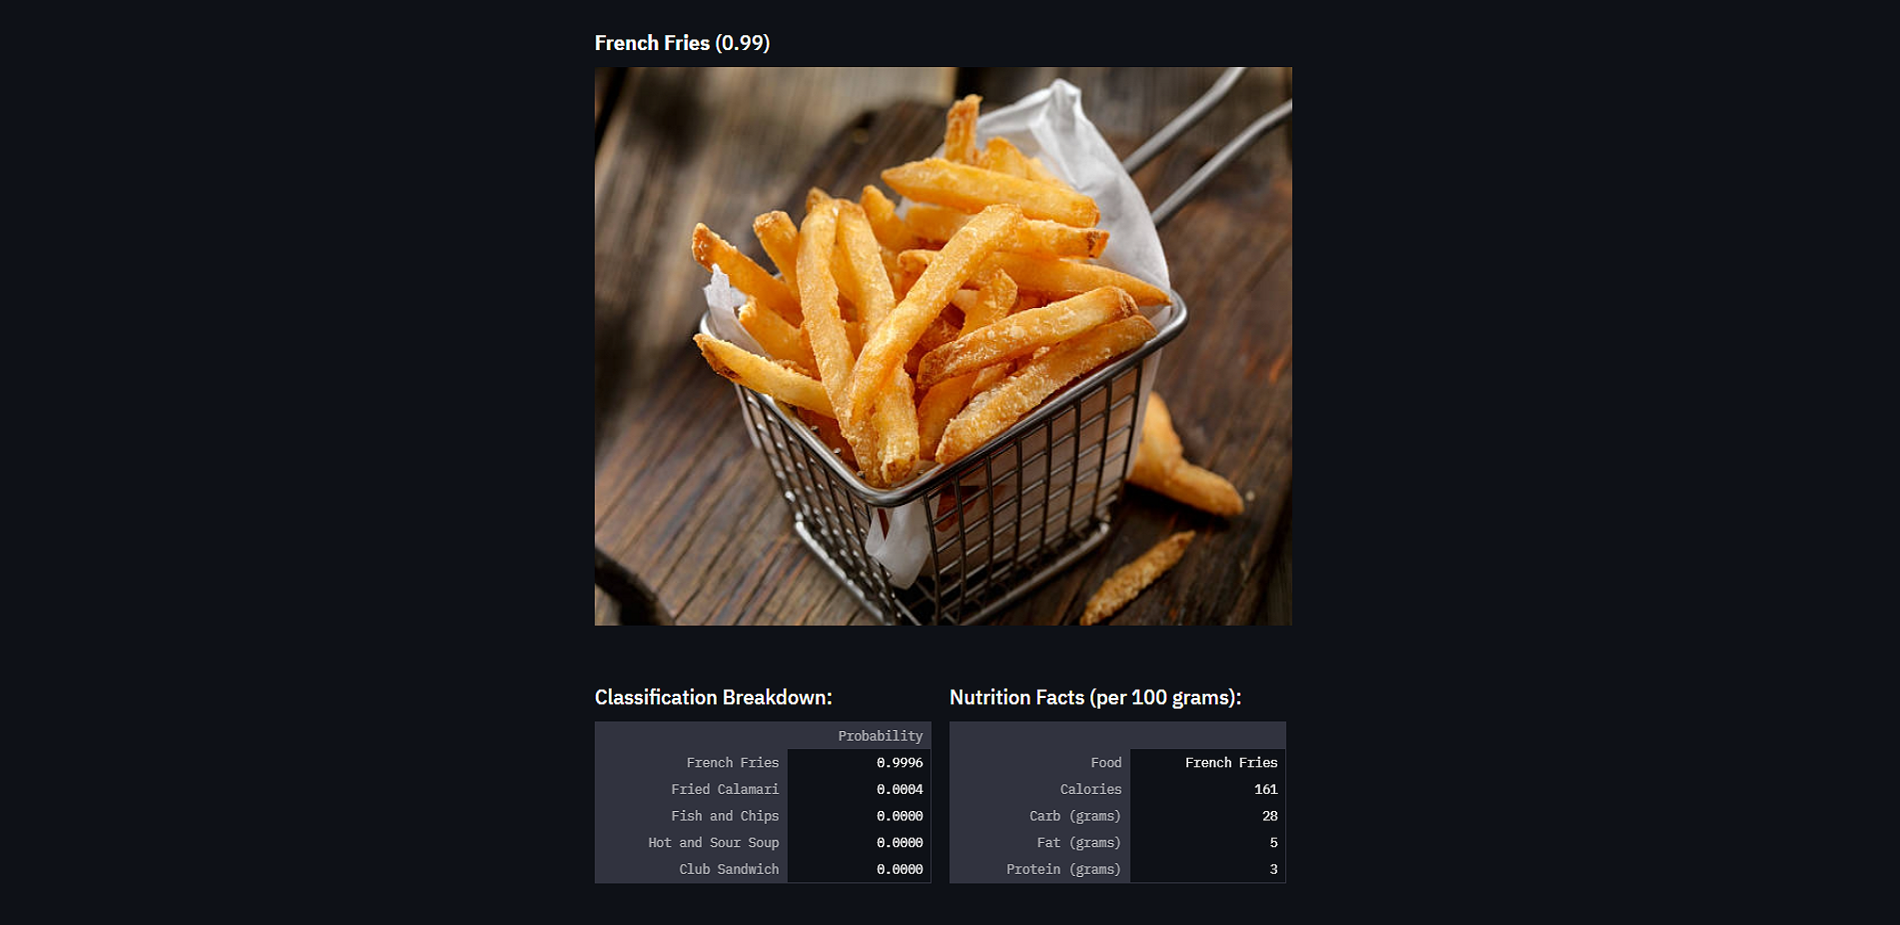 French Fries (0.99)
Classification Breakdown:
Probability
French Fries 0.9996
Fried Calamari 0.0004
Fish and Chips 0.0000
Hot and Sour Soup 0.0000
Club Sandwich 0.0000
Nutrition Facts (per 100 grams):
Food French Fries
Calories 161
Carb (grams) 28
Fat (grams) 5
Protein (grams) 3